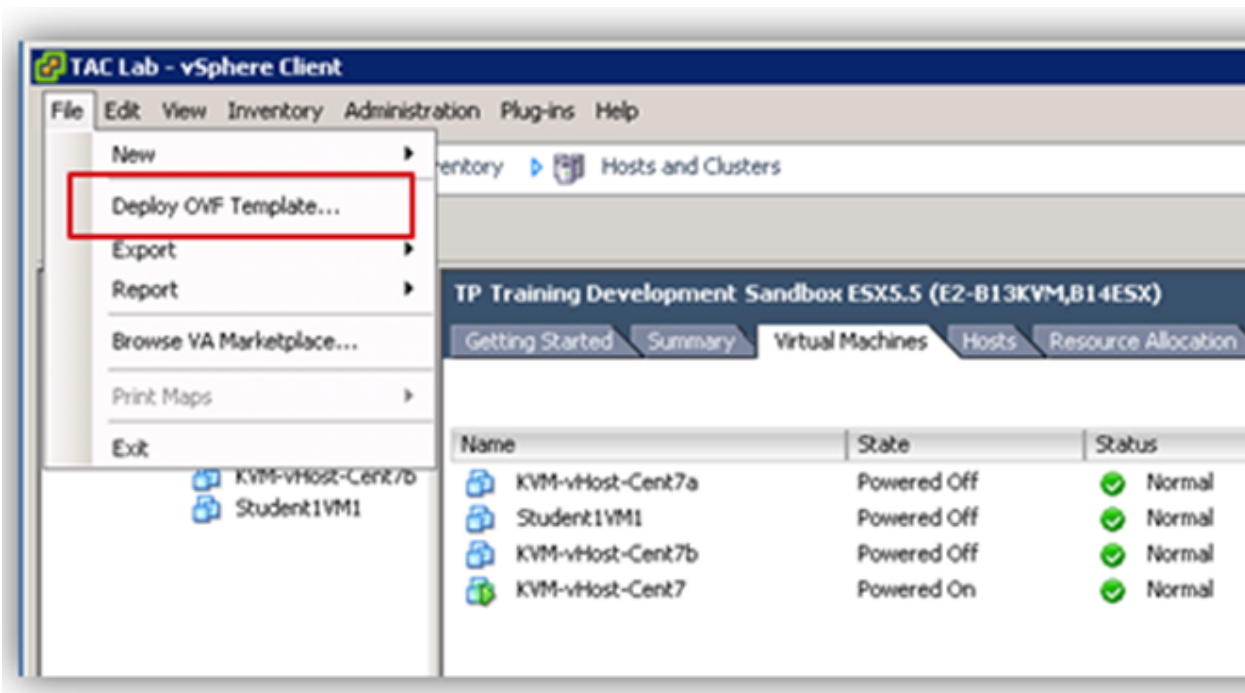 TAC Lab - vSphere Client
File Edit View Inventory Administration Plug-ins Help
New
Deploy OVF Template...
Export
Report
Browse VA Marketplace...
Print Maps
Exit
entory Hosts and Clusters
KVM-vHost-Cent7b
Student1VM1
TP Training Development Sandbox ESX5.5 (E2-B13KVM,B14ESX)
Getting Started Summary Virtual Machines Hosts Resource Allocation
Name State Status
KVM-vHost-Cent7a Powered Off Normal
Student1VM1 Powered Off Normal
KVM-vHost-Cent7b Powered Off Normal
KVM-vHost-Cent7 Powered On Normal